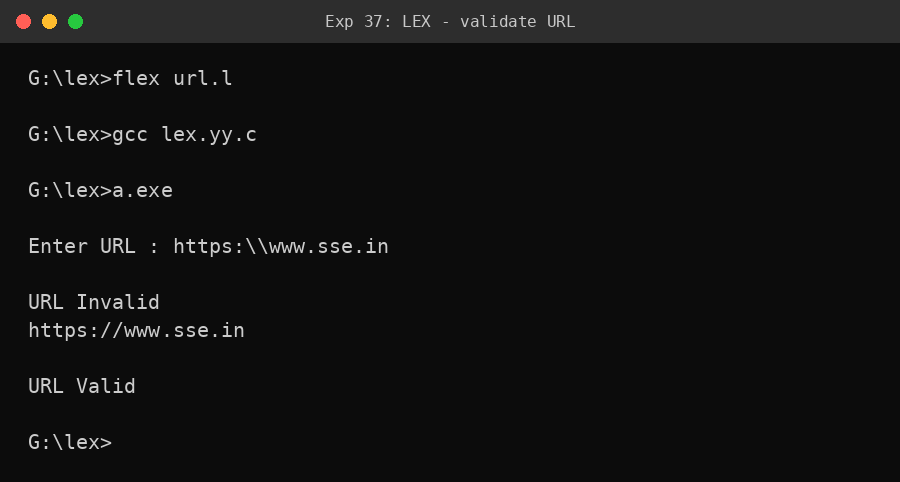 Exp 37: LEX - validate URL
G:\lex>flex url.l
G:\lex>gcc lex.yy.c
G:\lex>a.exe
Enter URL : https:\\www.sse.in
URL Invalid
https://www.sse.in
URL Valid
G:\lex>